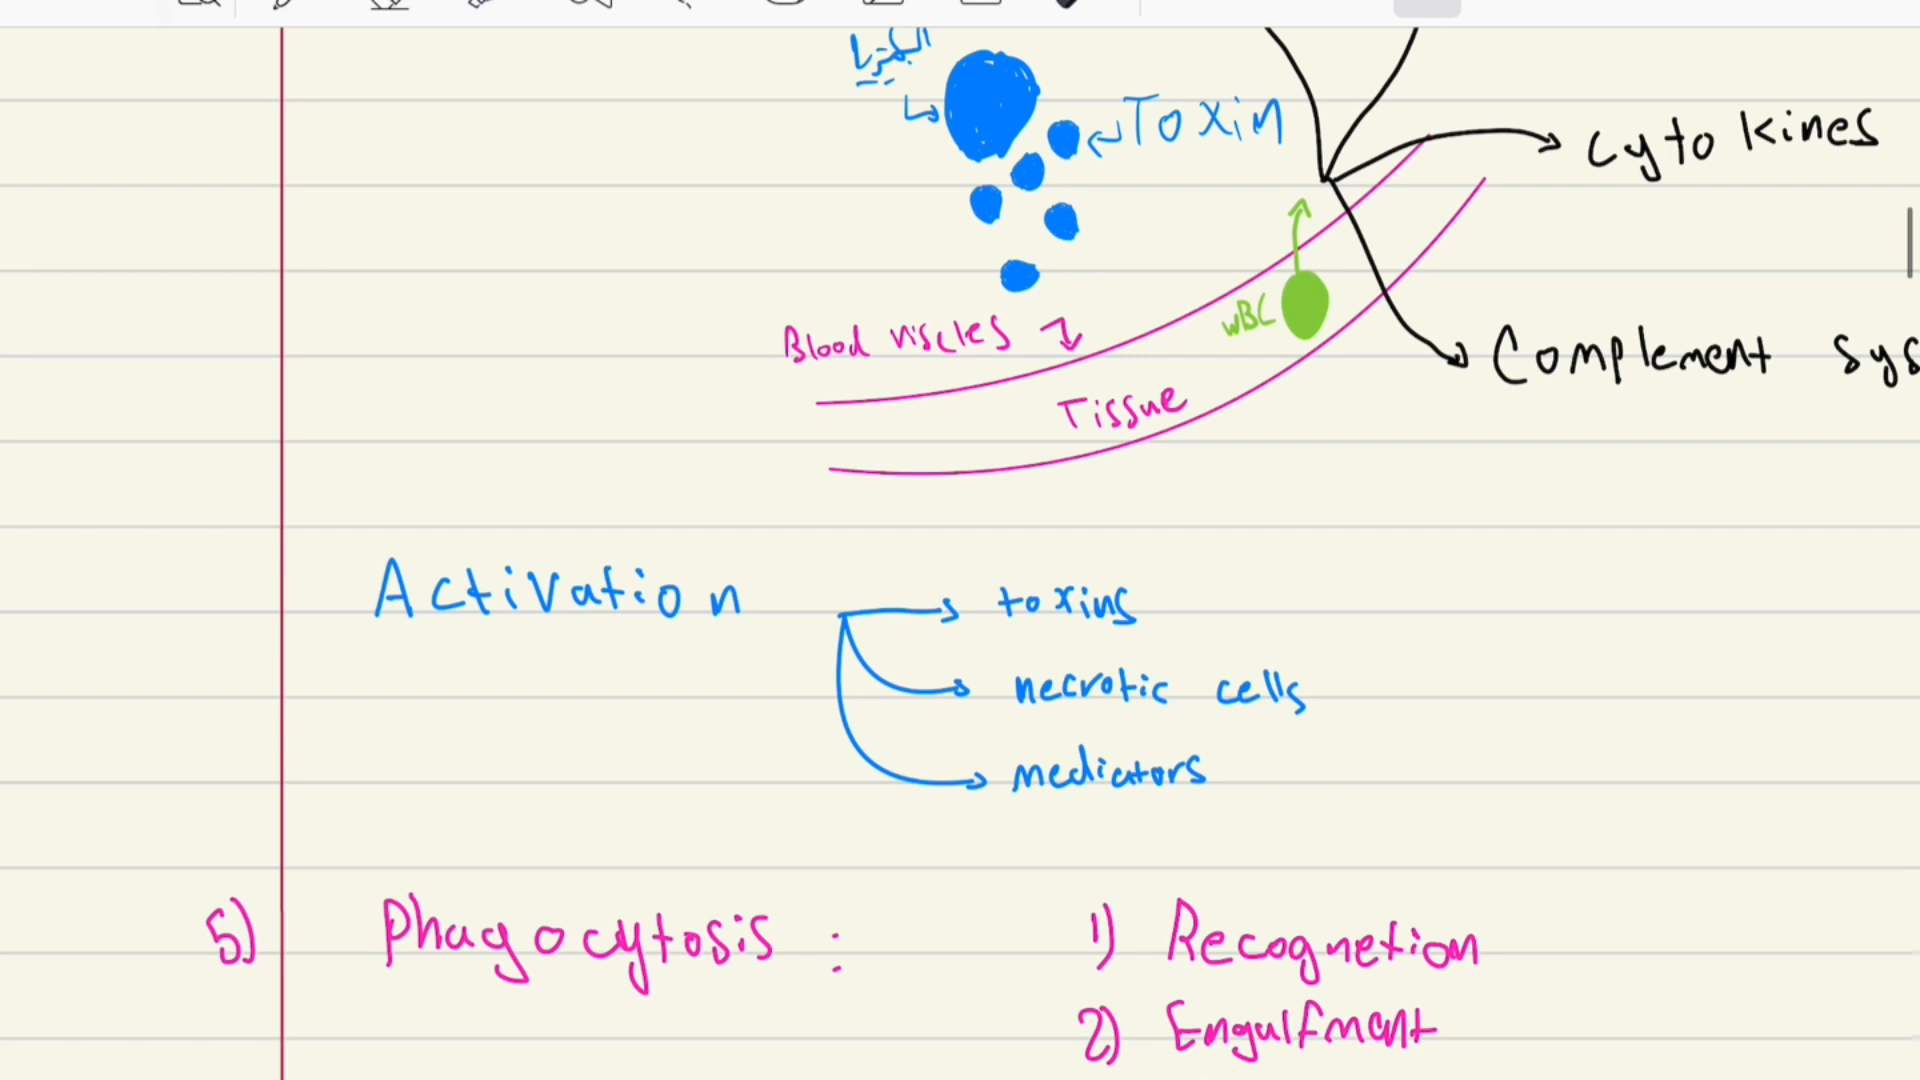 البكتريا
Toxin
Cytokines
Blood viscles
WBC
Complement sys
Tissue
Activation
toxins
necrotic cells
mediators
5) Phagocytosis : 1) Recognetion
2) Engulfment